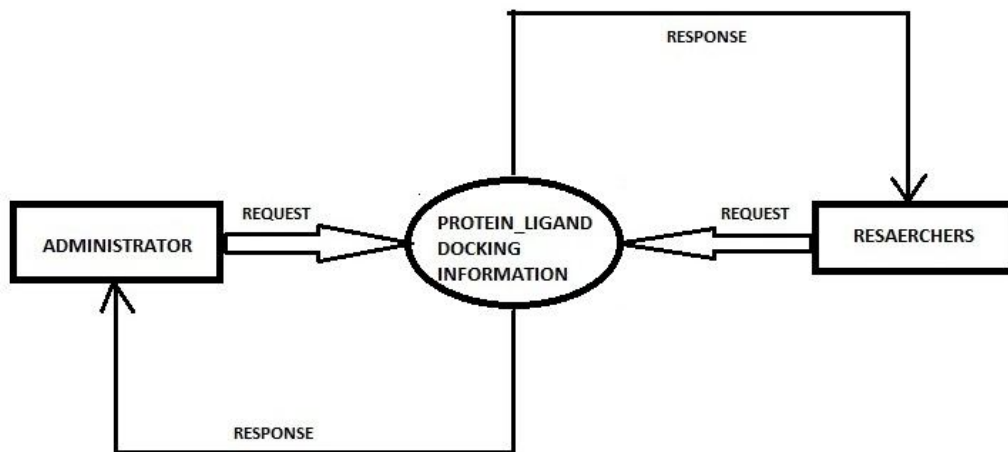 RESPONSE
REQUEST
REQUEST
ADMINISTRATOR
PROTEIN_LIGAND
DOCKING
INFORMATION
RESAERCHERS
RESPONSE